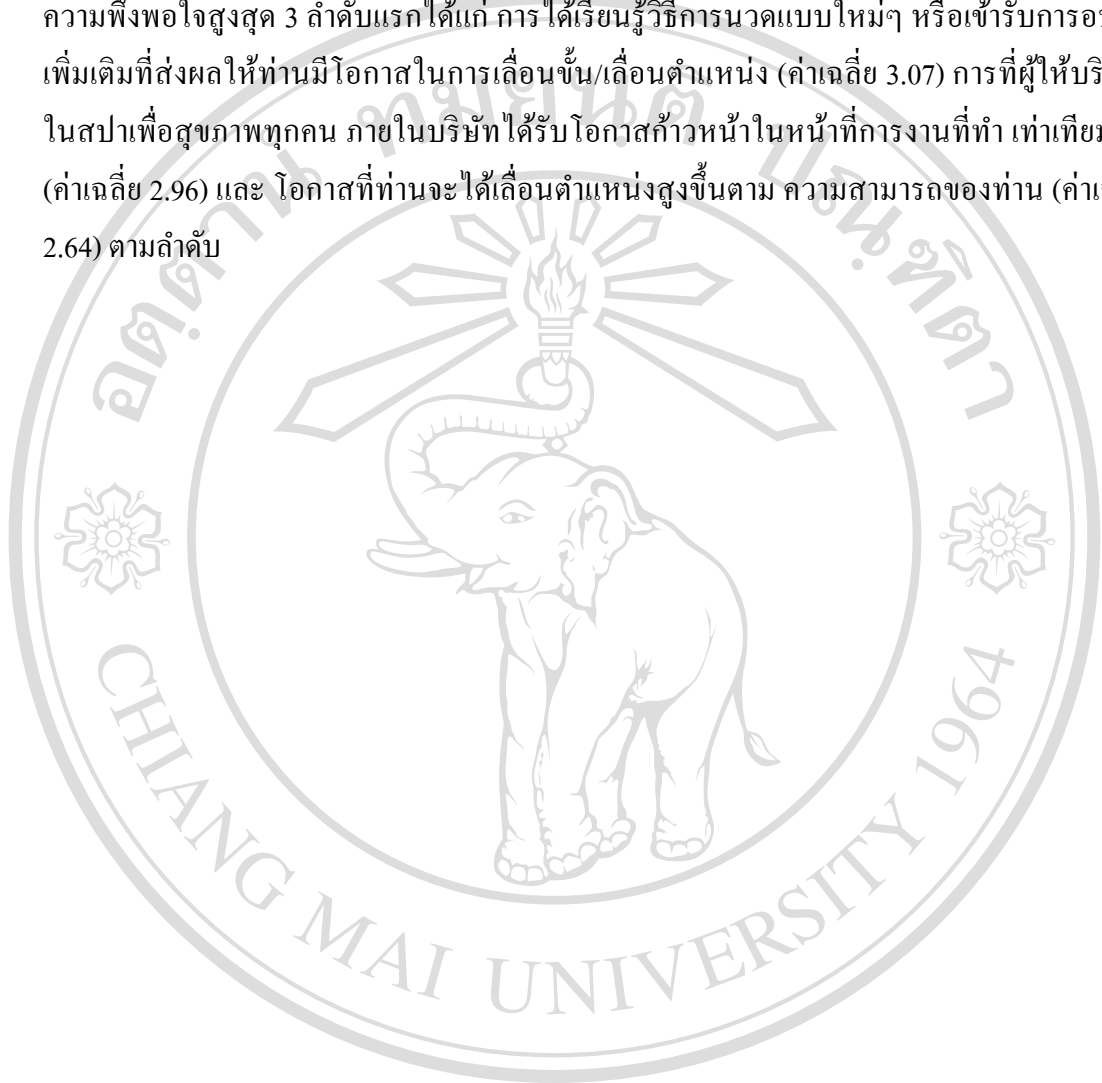 ความพึงพอใจสูงสุด 3 ลำดับแรกได้แก่ การได้เรียนรู้วิธีการนวดแบบใหม่ๆ หรือเข้ารับการ
เพิ่มเติมที่ส่งผลให้ท่านมีโอกาสในการเลื่อนขั้น/เลื่อนตำแหน่ง (ค่าเฉลี่ย 3.07) การที่ผู้ให้
ในสปาเพื่อสุขภาพทุกคน ภายในบริษัทได้รับโอกาสก้าวหน้าในหน้าที่การงานที่ทำ
(ค่าเฉลี่ย 2.96) และ โอกาสที่ท่านจะได้เลื่อนตำแหน่งสูงขึ้นตาม ความสามารถของท่าน
2.64) ตามลำดับ
อตฺตานํ ทมยนฺติ ปณฺฑิตา
CHIANG MAI UNIVERSITY 1964